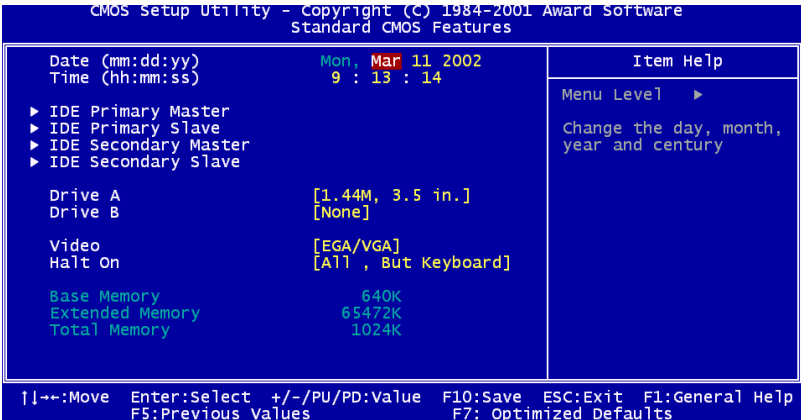 CMOS Setup Utility - Copyright (C) 1984-2001 Award Software
Standard CMOS Features
Date (mm:dd:yy) Mon, Mar 11 2002
Time (hh:mm:ss) 9 : 13 : 14
▶ IDE Primary Master
▶ IDE Primary Slave
▶ IDE Secondary Master
▶ IDE Secondary Slave
Drive A [1.44M, 3.5 in.]
Drive B [None]
Video [EGA/VGA]
Halt On [All , But Keyboard]
Base Memory 640K
Extended Memory 65472K
Total Memory 1024K
Item Help
Menu Level ▶
Change the day, month,
year and century
↑↓→←:Move Enter:Select +/-/PU/PD:Value F10:Save ESC:Exit F1:General Help
F5:Previous Values F7: Optimized Defaults